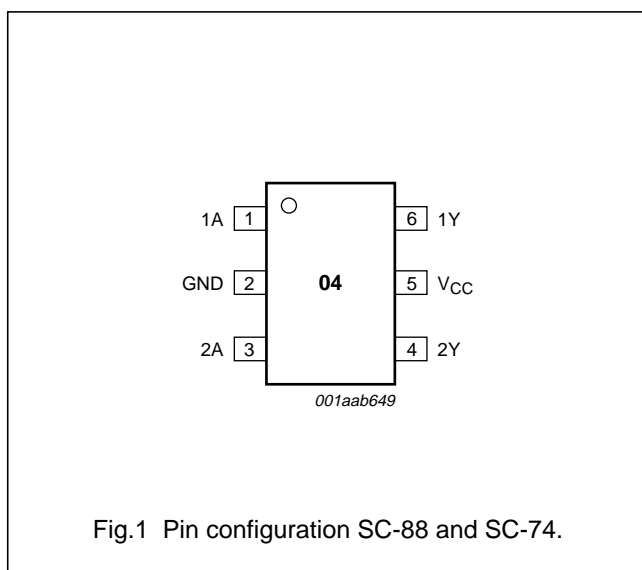 1A 1 6 1Y
GND 2 04 5 VCC
2A 3 4 2Y
001aab649
Fig.1 Pin configuration SC-88 and SC-74.